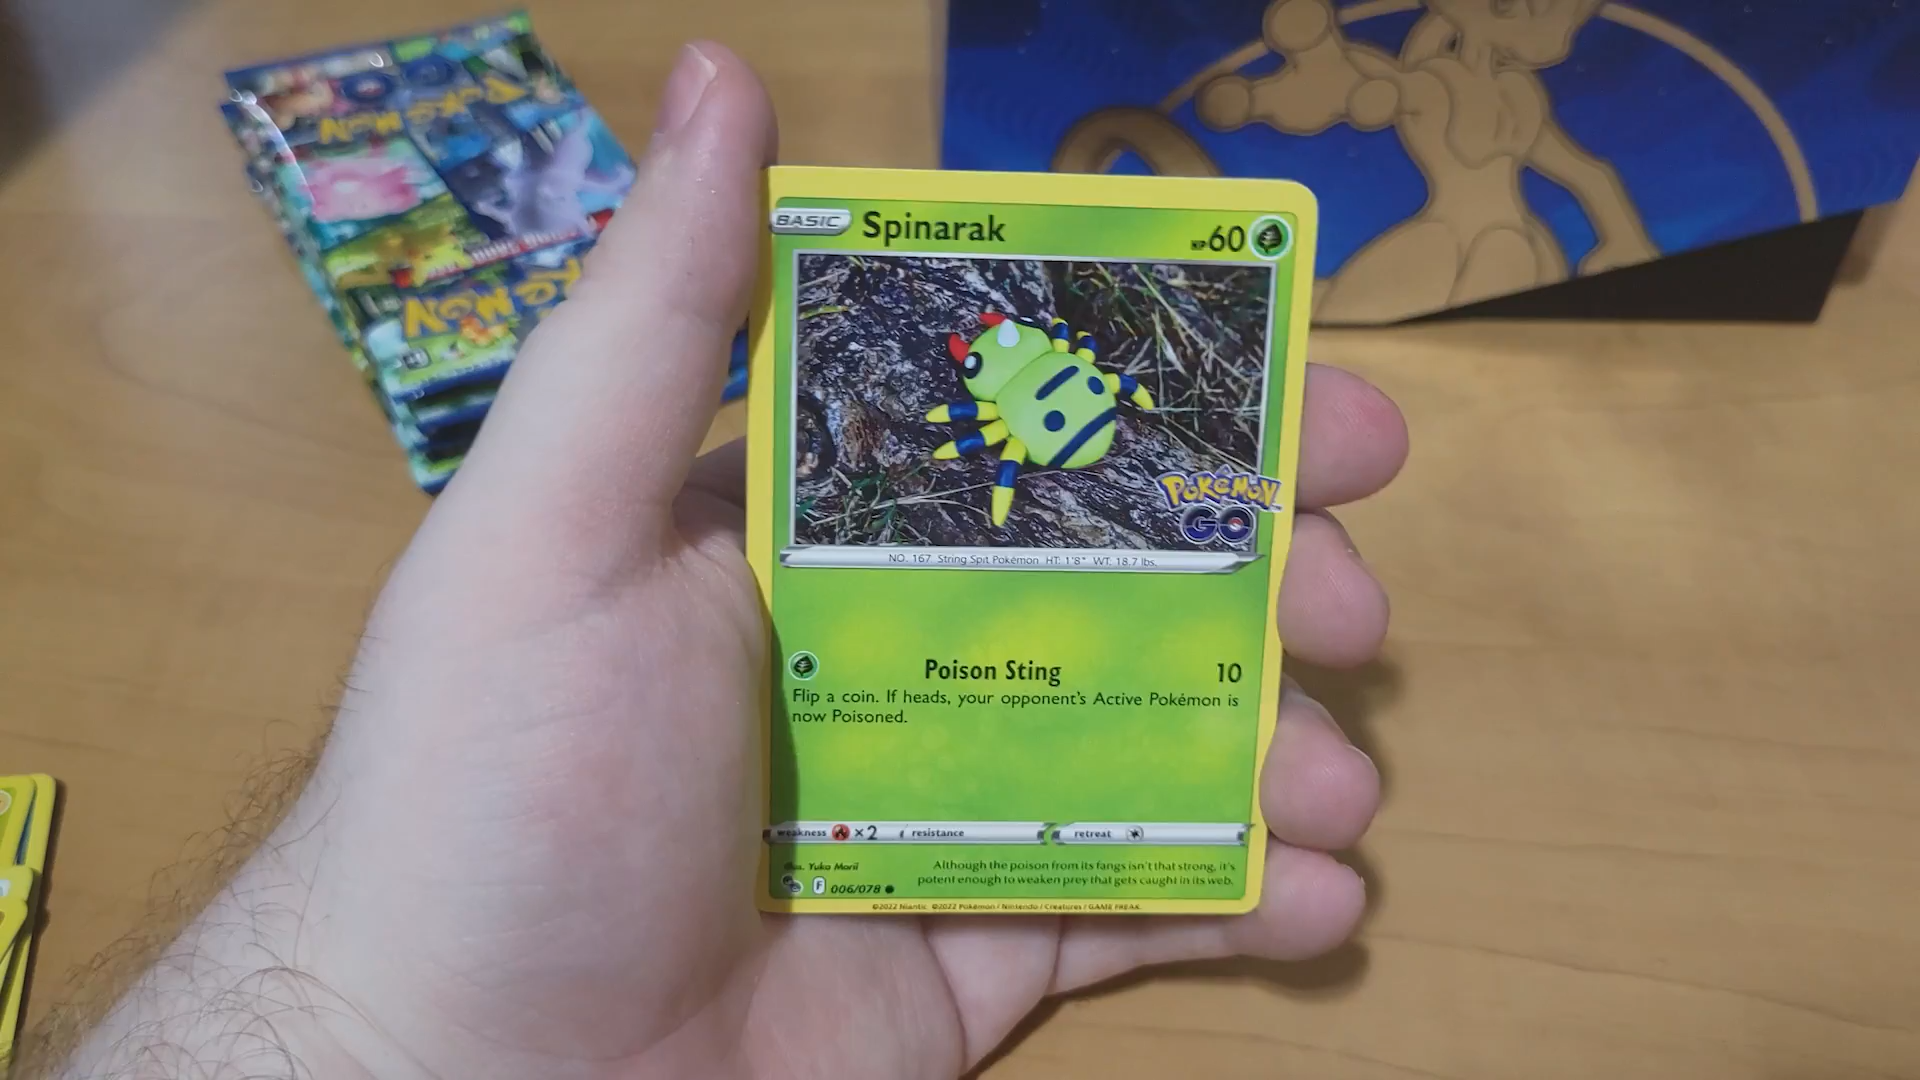 POKÉMON
POKÉMON
BASIC Spinarak HP 60
POKÉMON
GO
NO. 167 String Spit Pokémon HT: 1'8" WT: 18.7 lbs.
Poison Sting 10
Flip a coin. If heads, your opponent's Active Pokémon is
now Poisoned.
weakness ×2 resistance retreat
Illus. Yuka Morii
Although the poison from its fangs isn't that strong, it's
potent enough to weaken prey that gets caught in its web.
F 006/078
©2022 Niantic. ©2022 Pokémon / Nintendo / Creatures / GAME FREAK.